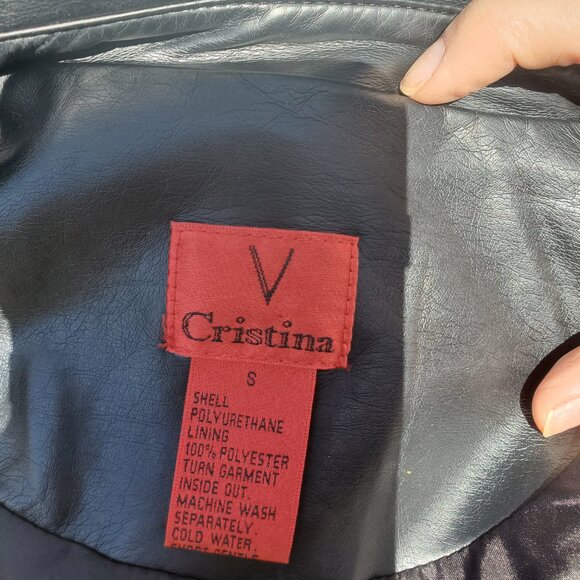 V
Cristina
S
SHELL
POLYURETHANE
LINING
100% POLYESTER
TURN GARMENT
INSIDE OUT.
MACHINE WASH
SEPARATELY.
COLD WATER.